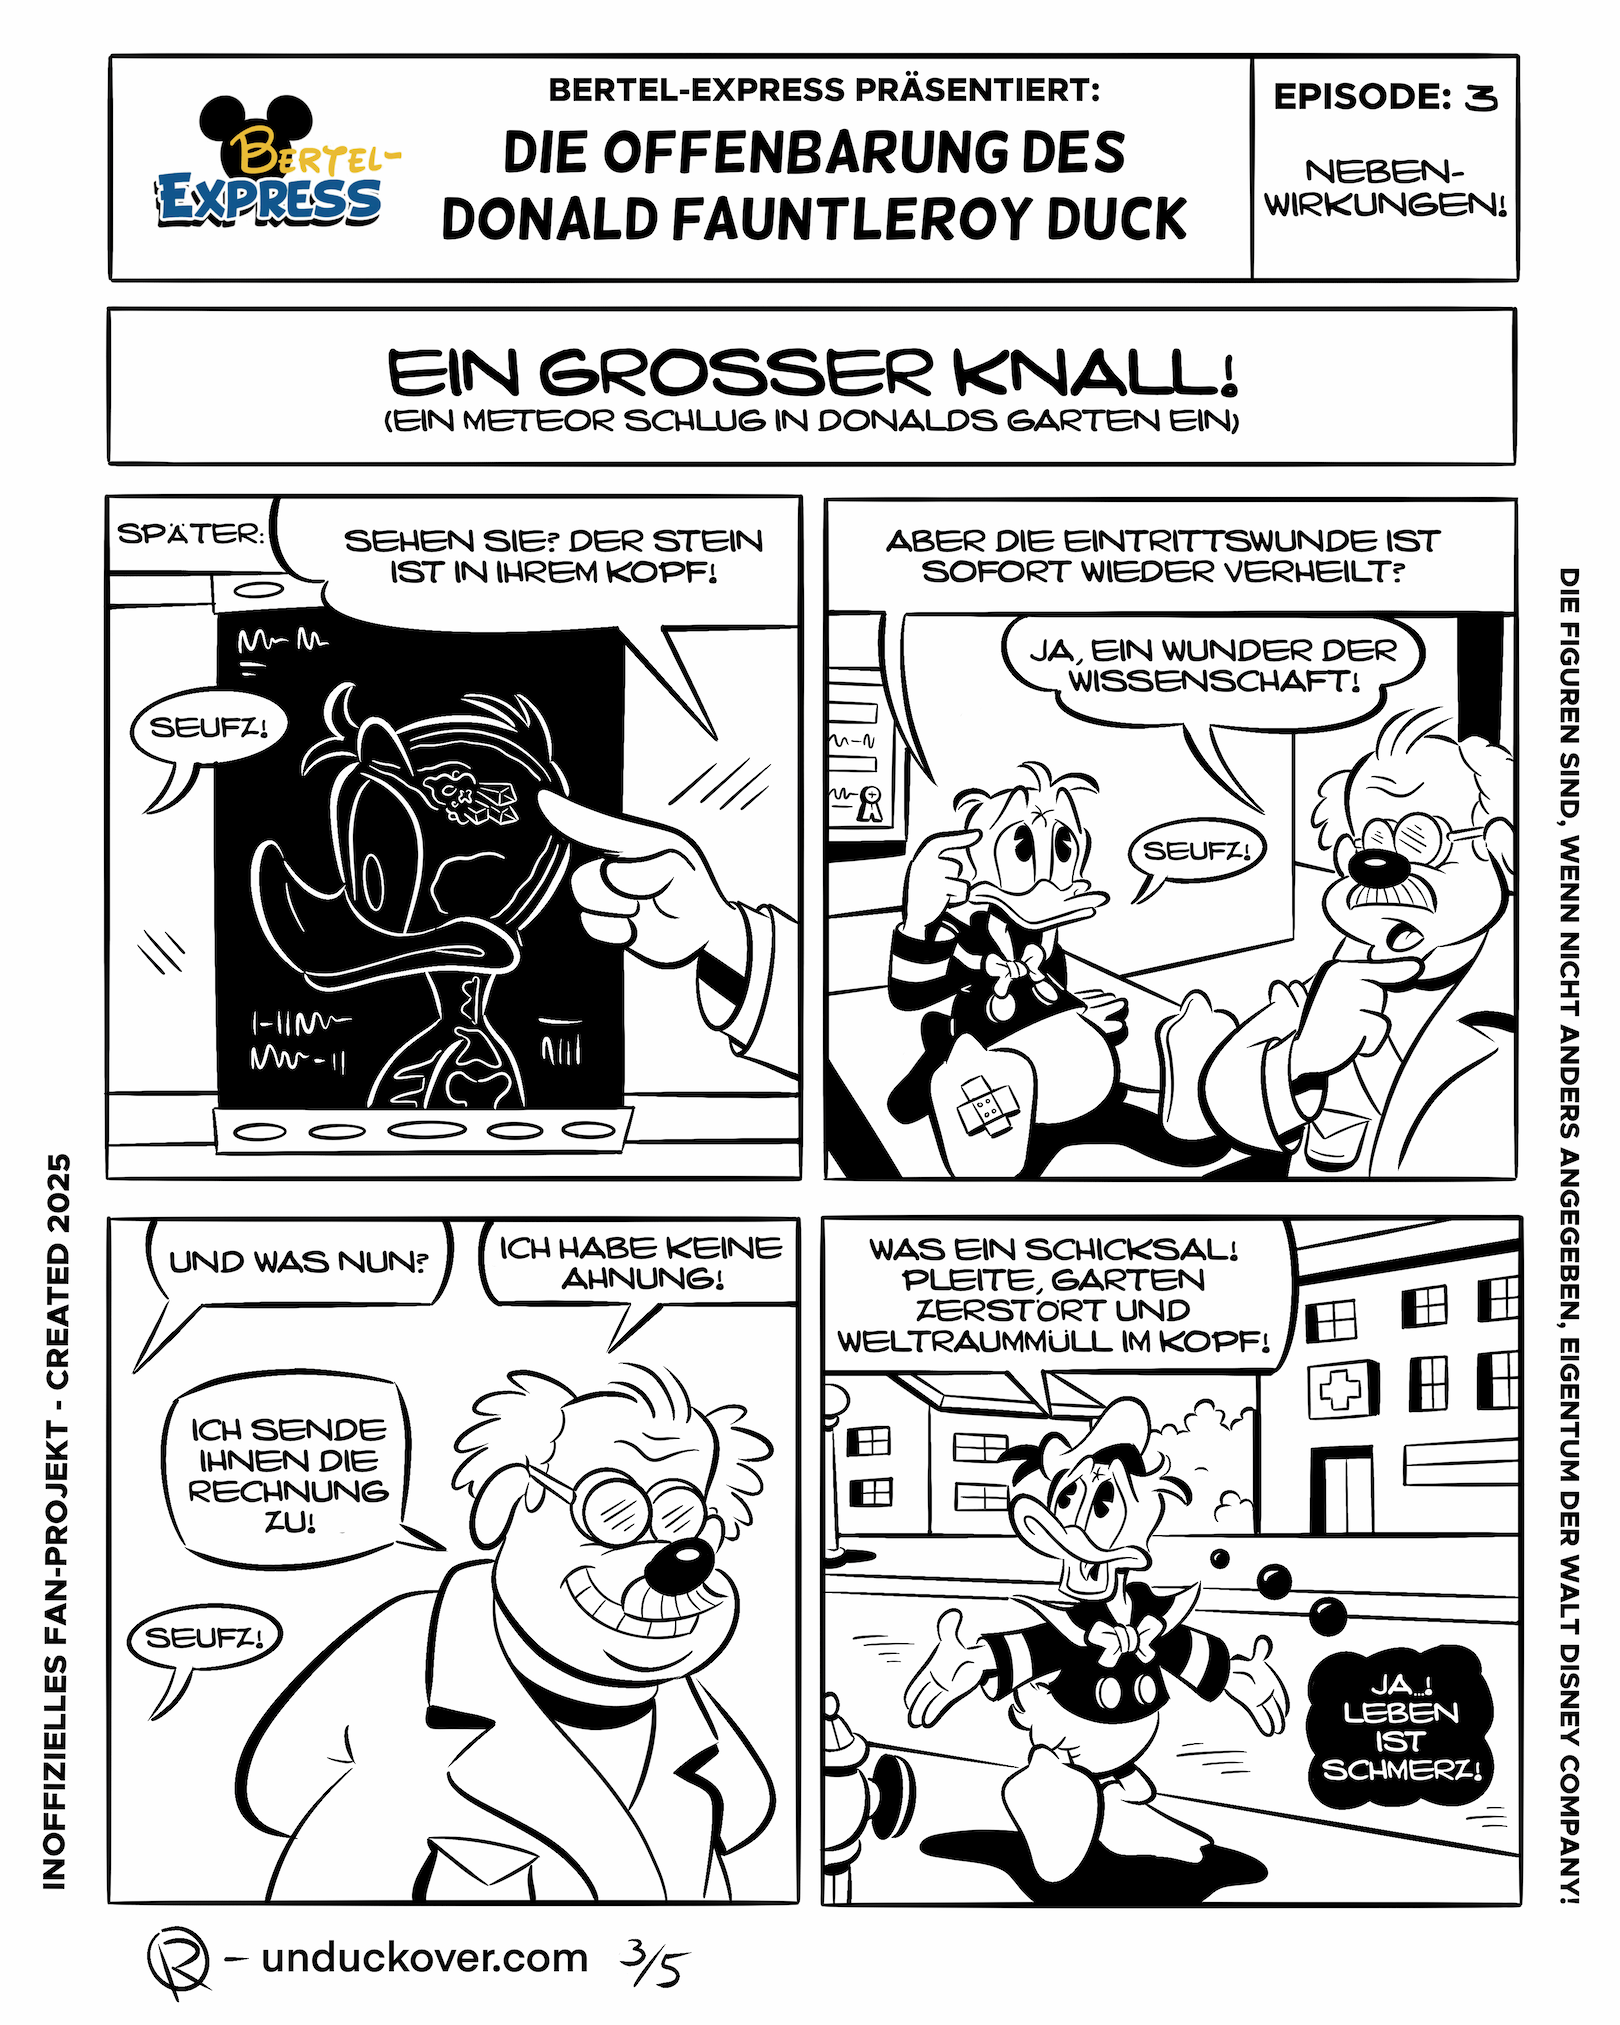 BERTEL-
EXPRESS
BERTEL-EXPRESS PRÄSENTIERT:
DIE OFFENBARUNG DES
DONALD FAUNTLEROY DUCK
EPISODE: 3
NEBEN-
WIRKUNGEN!
EIN GROSSER KNALL!
(EIN METEOR SCHLUG IN DONALDS GARTEN EIN)
SPÄTER:
SEHEN SIE? DER STEIN
IST IN IHREM KOPF!
SEUFZ!
ABER DIE EINTRITTSWUNDE IST
SOFORT WIEDER VERHEILT?
JA, EIN WUNDER DER
WISSENSCHAFT!
SEUFZ!
UND WAS NUN?
ICH HABE KEINE
AHNUNG!
ICH SENDE
IHNEN DIE
RECHNUNG
ZU!
SEUFZ!
WAS EIN SCHICKSAL!
PLEITE, GARTEN
ZERSTÖRT UND
WELTRAUMMÜLL IM KOPF!
JA...!
LEBEN
IST
SCHMERZ!
INOFFIZIELLES FAN-PROJEKT - CREATED 2025
DIE FIGUREN SIND, WENN NICHT ANDERS ANGEGEBEN, EIGENTUM DER WALT DISNEY COMPANY!
R - unduckover.com 3/5